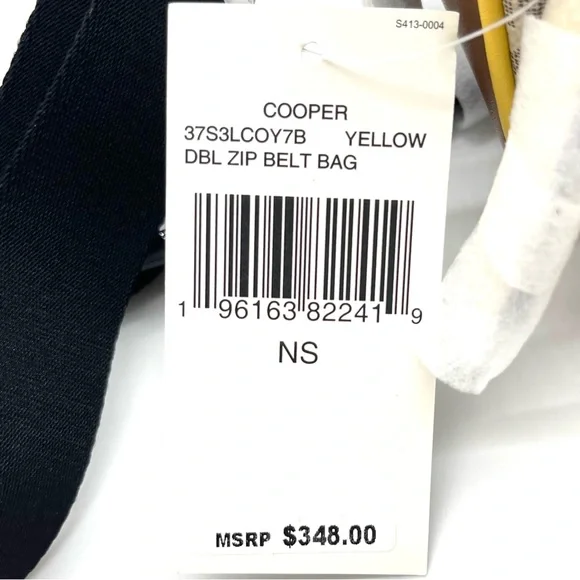 S413-0004
COOPER
37S3LCOY7B YELLOW
DBL ZIP BELT BAG
1 96163 82241 9
NS
MSRP $348.00